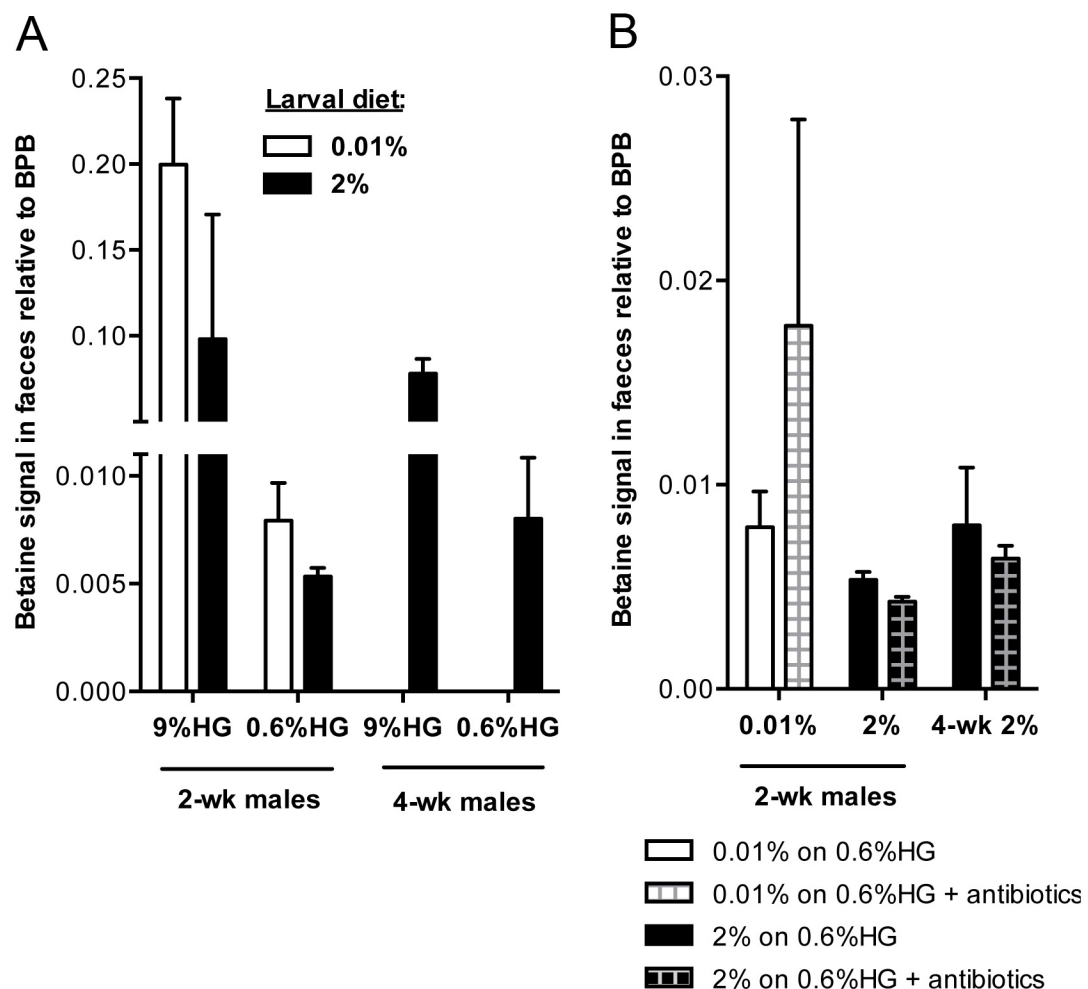 A
Betaine signal in faeces relative to BPB
0.25
0.20
0.15
0.10
0.010
0.005
0.000
Larval diet:
0.01%
2%
9%HG 0.6%HG 9%HG 0.6%HG
2-wk males 4-wk males
B
Betaine signal in faeces relative to BPB
0.03
0.02
0.01
0.00
0.01% 2% 4-wk 2%
2-wk males
0.01% on 0.6%HG
0.01% on 0.6%HG + antibiotics
2% on 0.6%HG
2% on 0.6%HG + antibiotics